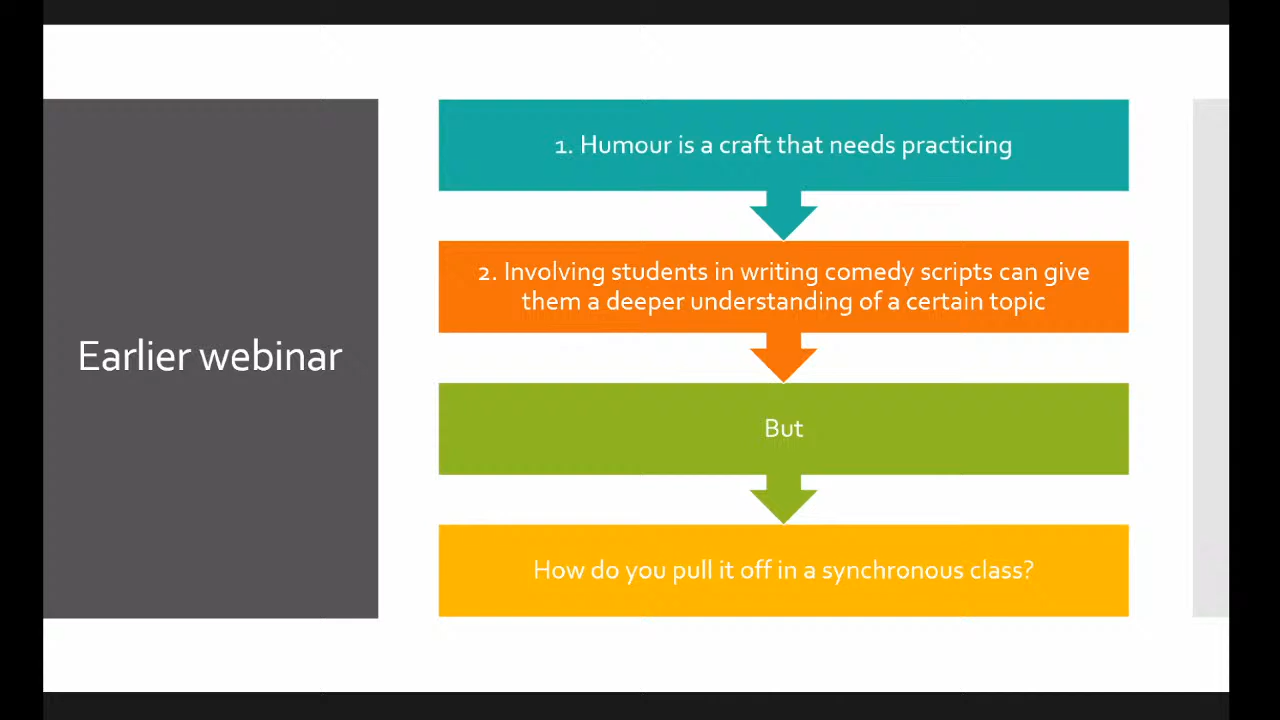 Earlier webinar
1. Humour is a craft that needs practicing
2. Involving students in writing comedy scripts can give
them a deeper understanding of a certain topic
But
How do you pull it off in a synchronous class?